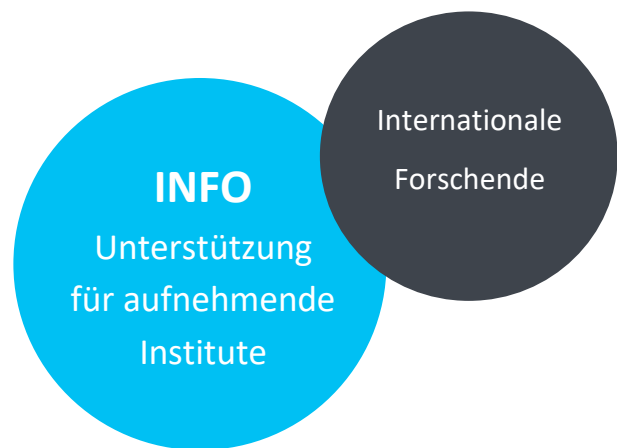 INFO
Unterstützung
für aufnehmende
Institute
Internationale
Forschende